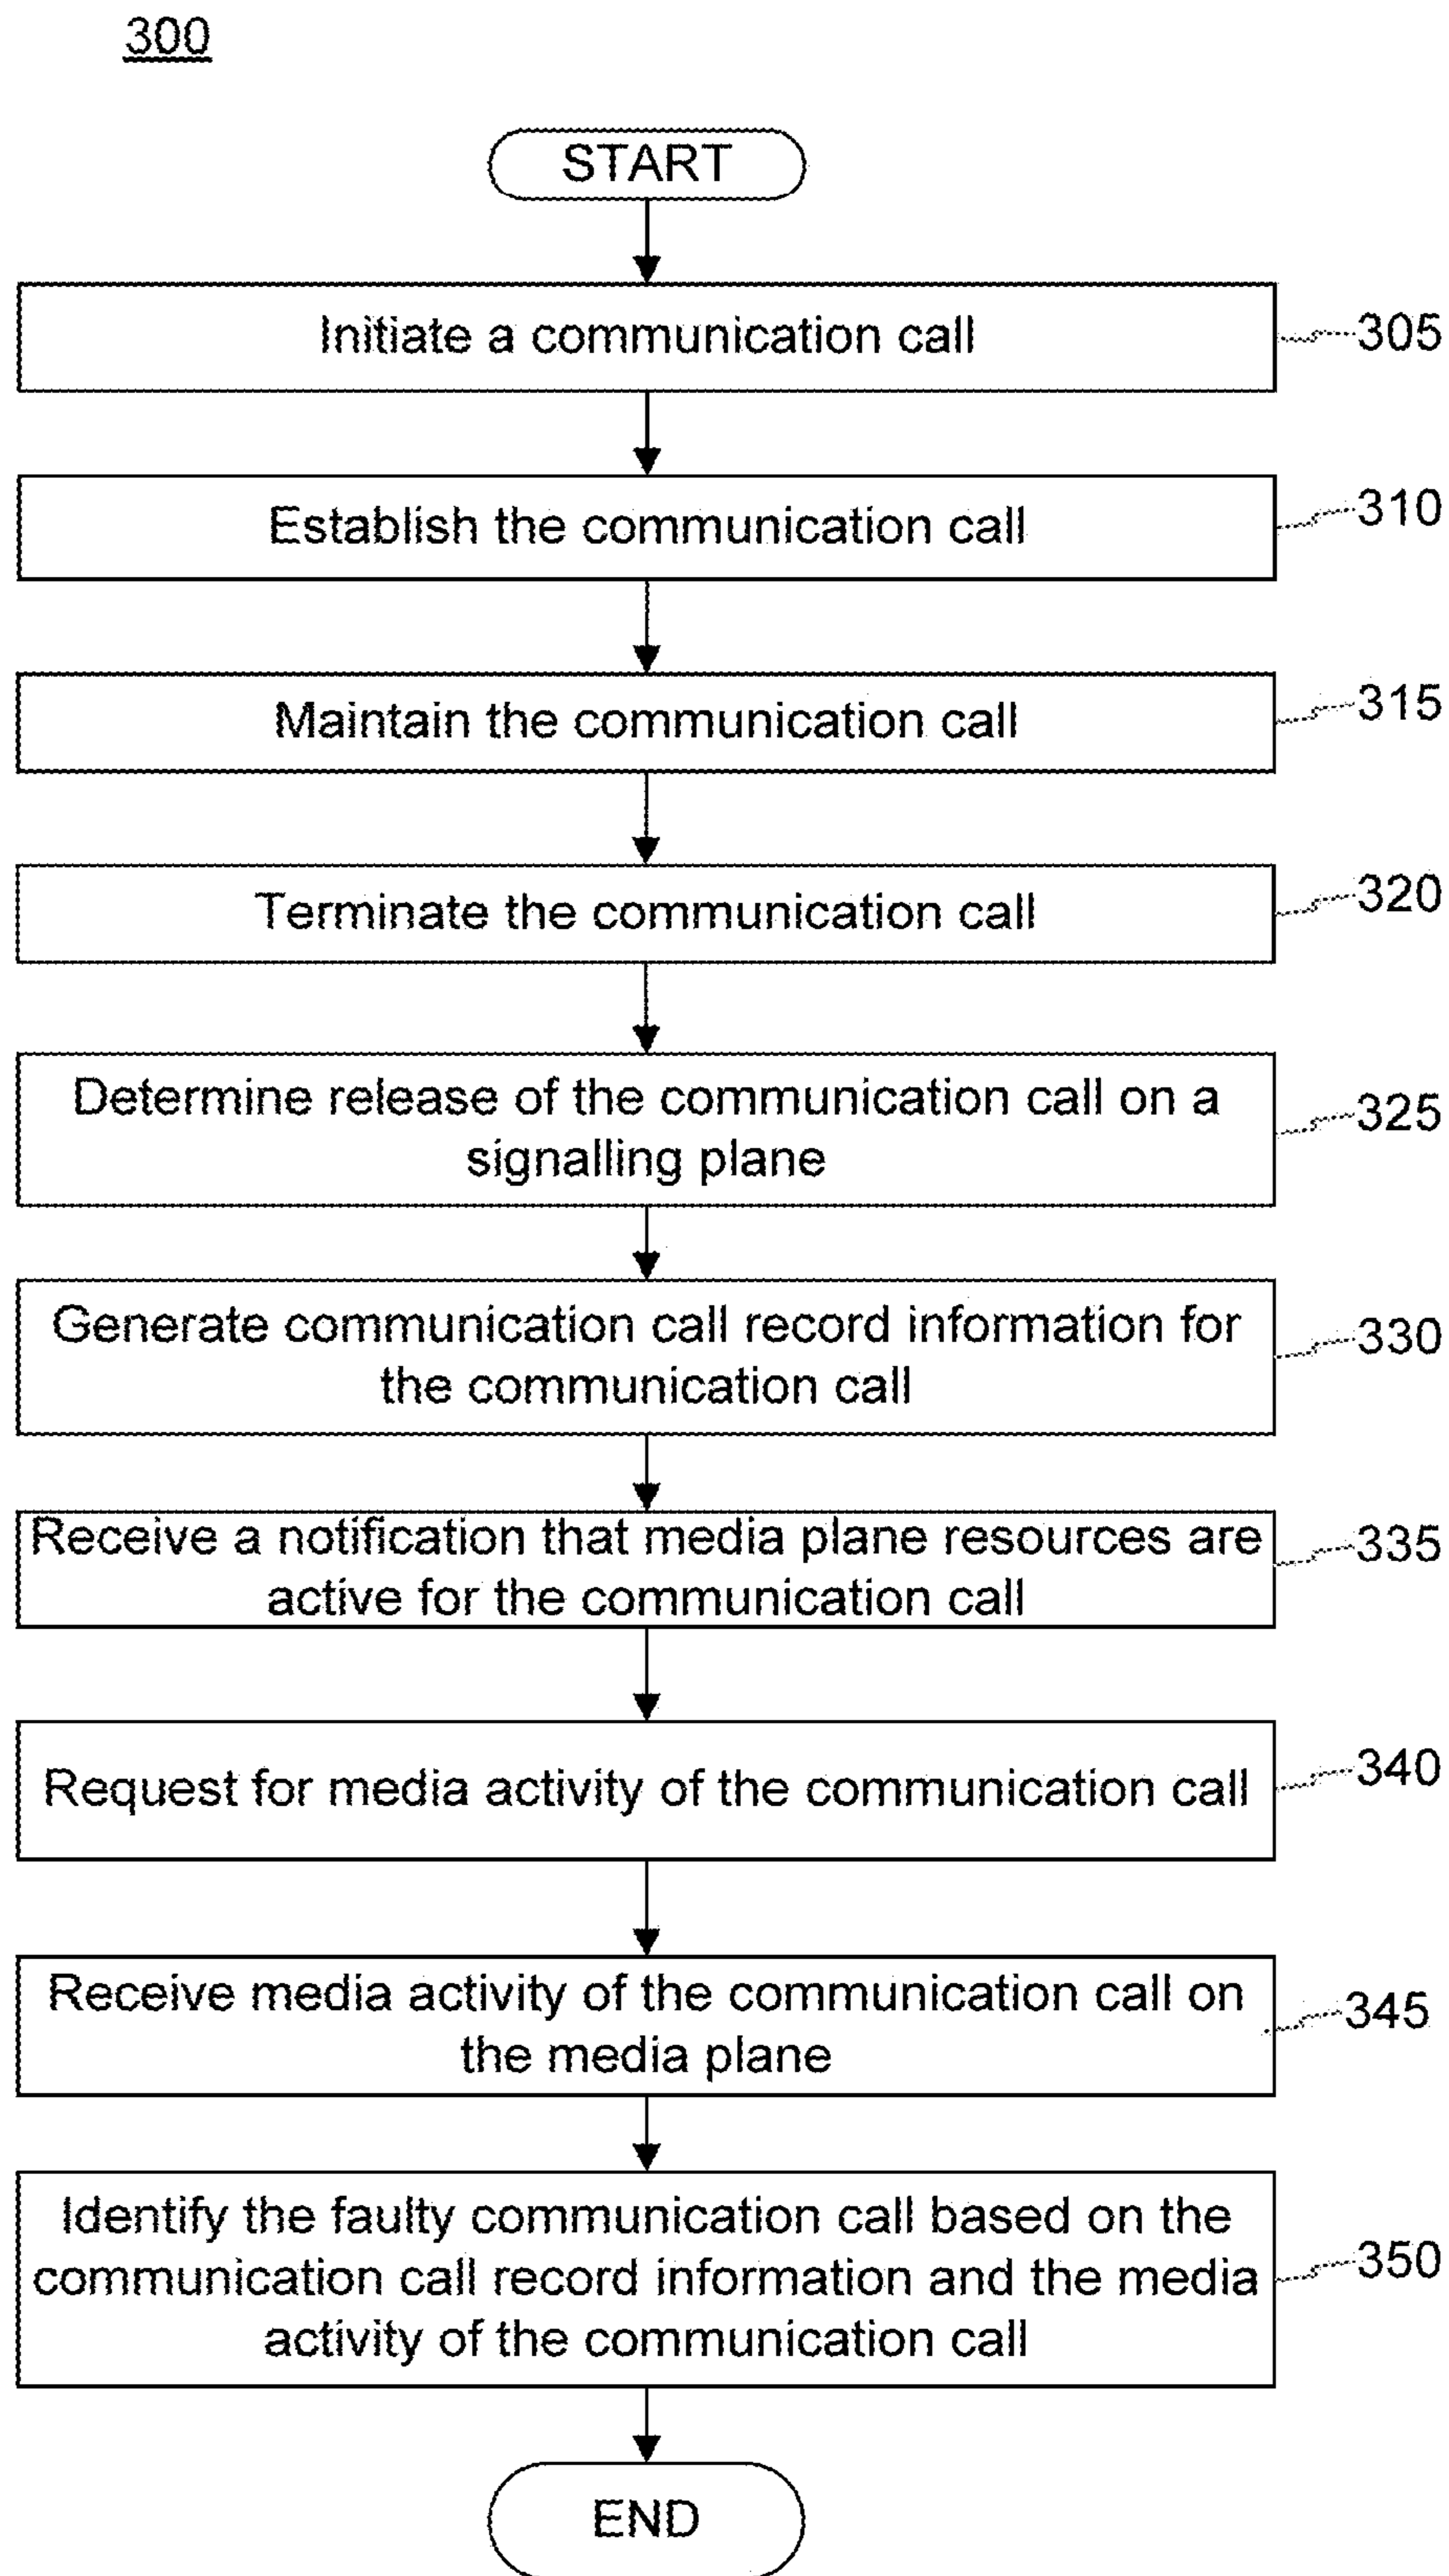 300
START
Initiate a communication call
305
Establish the communication call
310
Maintain the communication call
315
Terminate the communication call
320
Determine release of the communication call on a
signalling plane
325
Generate communication call record information for
the communication call
330
Receive a notification that media plane resources are
active for the communication call
335
Request for media activity of the communication call
340
Receive media activity of the communication call on
the media plane
345
Identify the faulty communication call based on the
communication call record information and the media
activity of the communication call
350
END